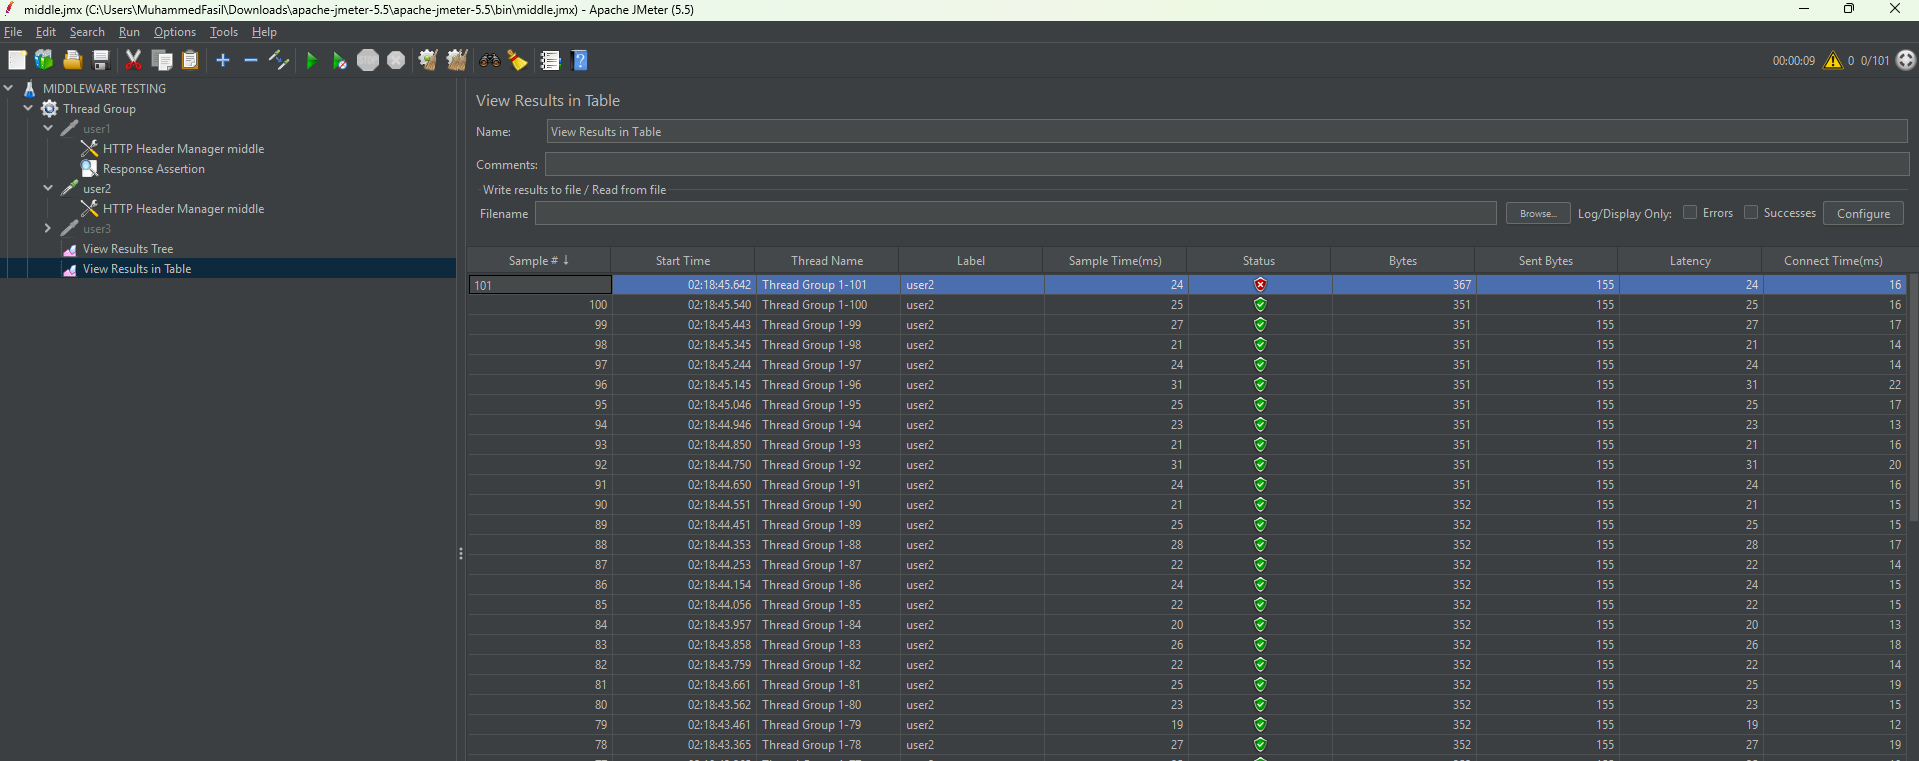 middle.jmx (C:\Users\MuhammedFasil\Downloads\apache-jmeter-5.5\apache-jmeter-5.5\bin\middle.jmx) - Apache JMeter (5.5)
File Edit Search Run Options Tools Help
00:00:09 0 0/101
MIDDLEWARE TESTING
Thread Group
user1
HTTP Header Manager middle
Response Assertion
user2
HTTP Header Manager middle
user3
View Results Tree
View Results in Table
View Results in Table
Name: View Results in Table
Comments:
Write results to file / Read from file
Filename Browse... Log/Display Only: Errors Successes Configure
Sample # ↓ Start Time Thread Name Label Sample Time(ms) Status Bytes Sent Bytes Latency Connect Time(ms)
101 02:18:45.642 Thread Group 1-101 user2 24 367 155 24 16
100 02:18:45.540 Thread Group 1-100 user2 25 351 155 25 16
99 02:18:45.443 Thread Group 1-99 user2 27 351 155 27 17
98 02:18:45.345 Thread Group 1-98 user2 21 351 155 21 14
97 02:18:45.244 Thread Group 1-97 user2 24 351 155 24 14
96 02:18:45.145 Thread Group 1-96 user2 31 351 155 31 22
95 02:18:45.046 Thread Group 1-95 user2 25 351 155 25 17
94 02:18:44.946 Thread Group 1-94 user2 23 351 155 23 13
93 02:18:44.850 Thread Group 1-93 user2 21 351 155 21 16
92 02:18:44.750 Thread Group 1-92 user2 31 351 155 31 20
91 02:18:44.650 Thread Group 1-91 user2 24 351 155 24 16
90 02:18:44.551 Thread Group 1-90 user2 21 352 155 21 15
89 02:18:44.451 Thread Group 1-89 user2 25 352 155 25 15
88 02:18:44.353 Thread Group 1-88 user2 28 352 155 28 17
87 02:18:44.253 Thread Group 1-87 user2 22 352 155 22 14
86 02:18:44.154 Thread Group 1-86 user2 24 352 155 24 15
85 02:18:44.056 Thread Group 1-85 user2 22 352 155 22 15
84 02:18:43.957 Thread Group 1-84 user2 20 352 155 20 13
83 02:18:43.858 Thread Group 1-83 user2 26 352 155 26 18
82 02:18:43.759 Thread Group 1-82 user2 22 352 155 22 14
81 02:18:43.661 Thread Group 1-81 user2 25 352 155 25 19
80 02:18:43.562 Thread Group 1-80 user2 23 352 155 23 15
79 02:18:43.461 Thread Group 1-79 user2 19 352 155 19 12
78 02:18:43.365 Thread Group 1-78 user2 27 352 155 27 19